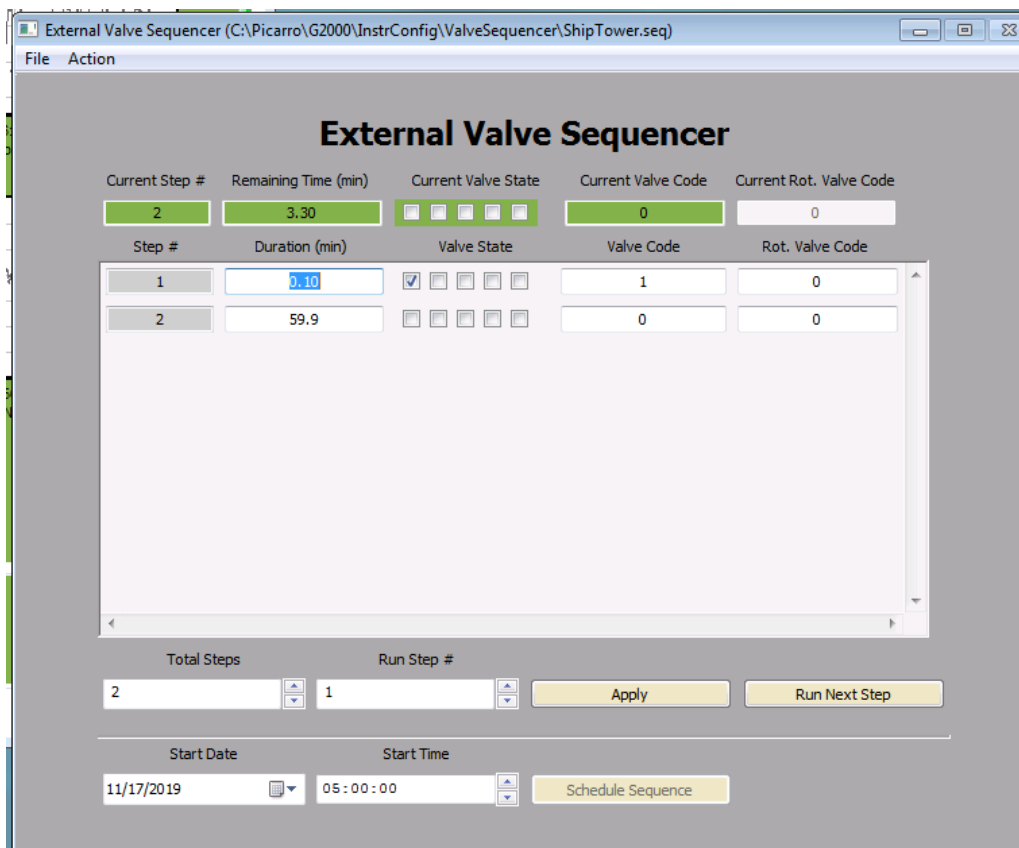 External Valve Sequencer (C:\Picarro\G2000\InstrConfig\ValveSequencer\ShipTower.seq)
File Action
External Valve Sequencer
Current Step # Remaining Time (min) Current Valve State Current Valve Code Current Rot. Valve Code
2 3.30 0 0
Step # Duration (min) Valve State Valve Code Rot. Valve Code
1 0.10 1 0
2 59.9 0 0
Total Steps Run Step #
2 1 Apply Run Next Step
Start Date Start Time
11/17/2019 05:00:00 Schedule Sequence